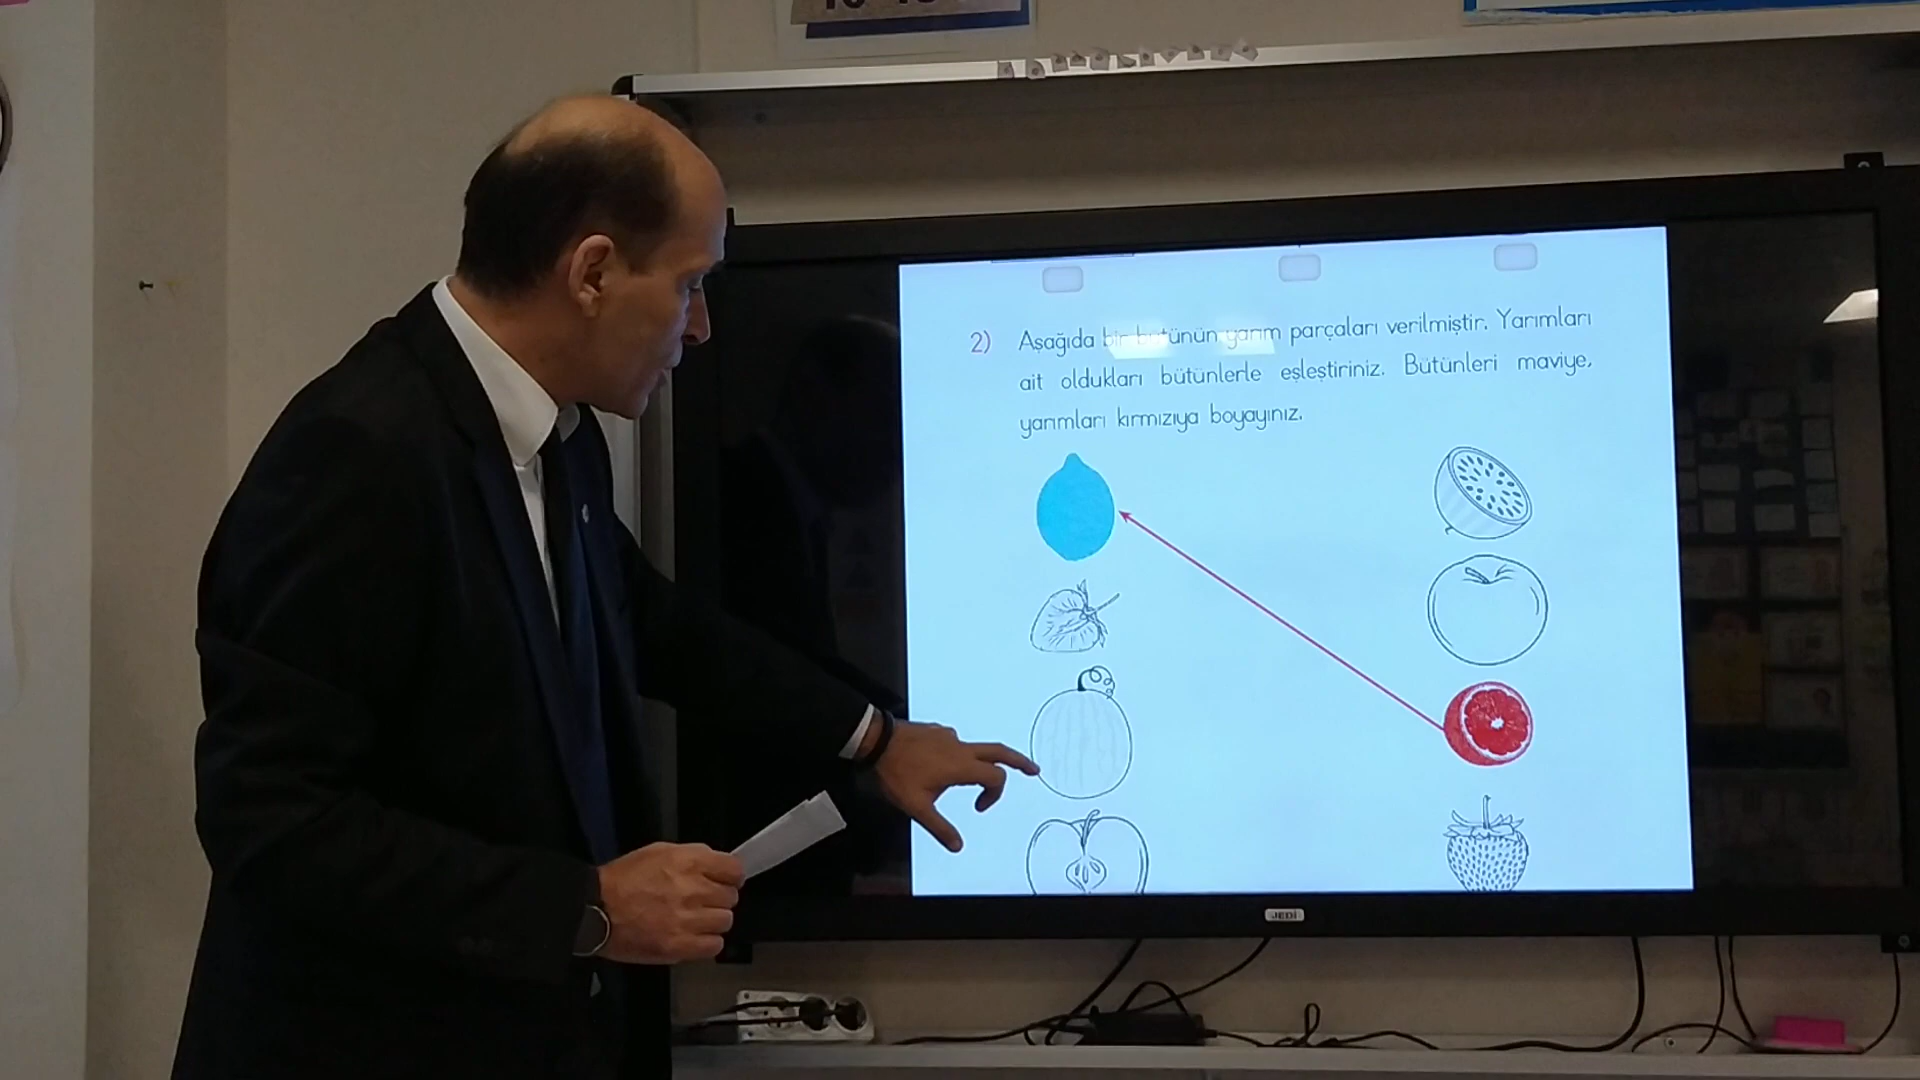 2) Aşağıda bir bütünün yarım parçaları verilmiştir. Yarımları
ait oldukları bütünlerle eşleştiriniz. Bütünleri maviye,
yarımları kırmızıya boyayınız.
JEDİ